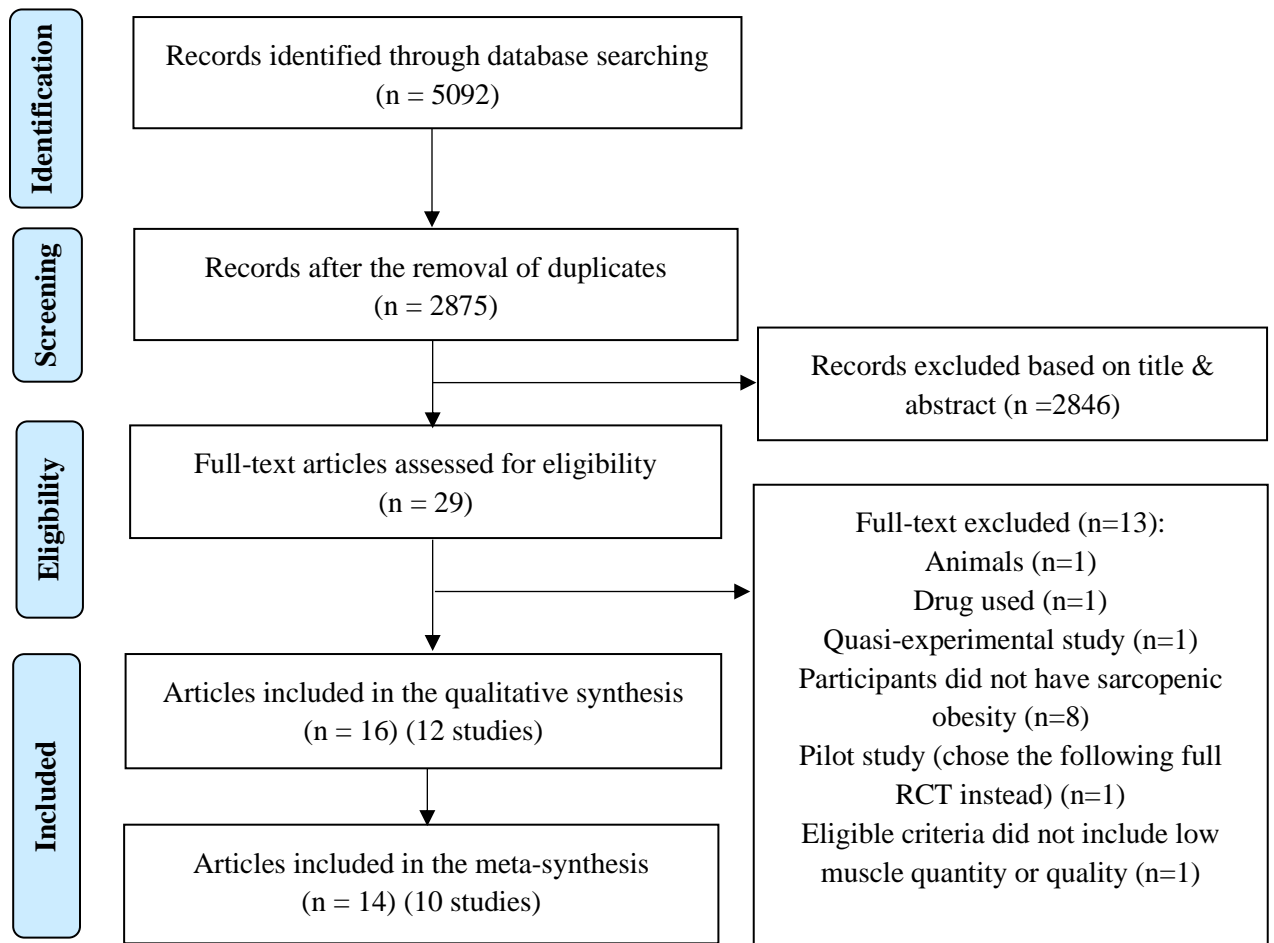 Identification
Records identified through database searching
(n = 5092)
Screening
Records after the removal of duplicates
(n = 2875)
Records excluded based on title &
abstract (n =2846)
Eligibility
Full-text articles assessed for eligibility
(n = 29)
Full-text excluded (n=13):
Animals (n=1)
Drug used (n=1)
Quasi-experimental study (n=1)
Participants did not have sarcopenic
obesity (n=8)
Pilot study (chose the following full
RCT instead) (n=1)
Eligible criteria did not include low
muscle quantity or quality (n=1)
Included
Articles included in the qualitative synthesis
(n = 16) (12 studies)
Articles included in the meta-synthesis
(n = 14) (10 studies)